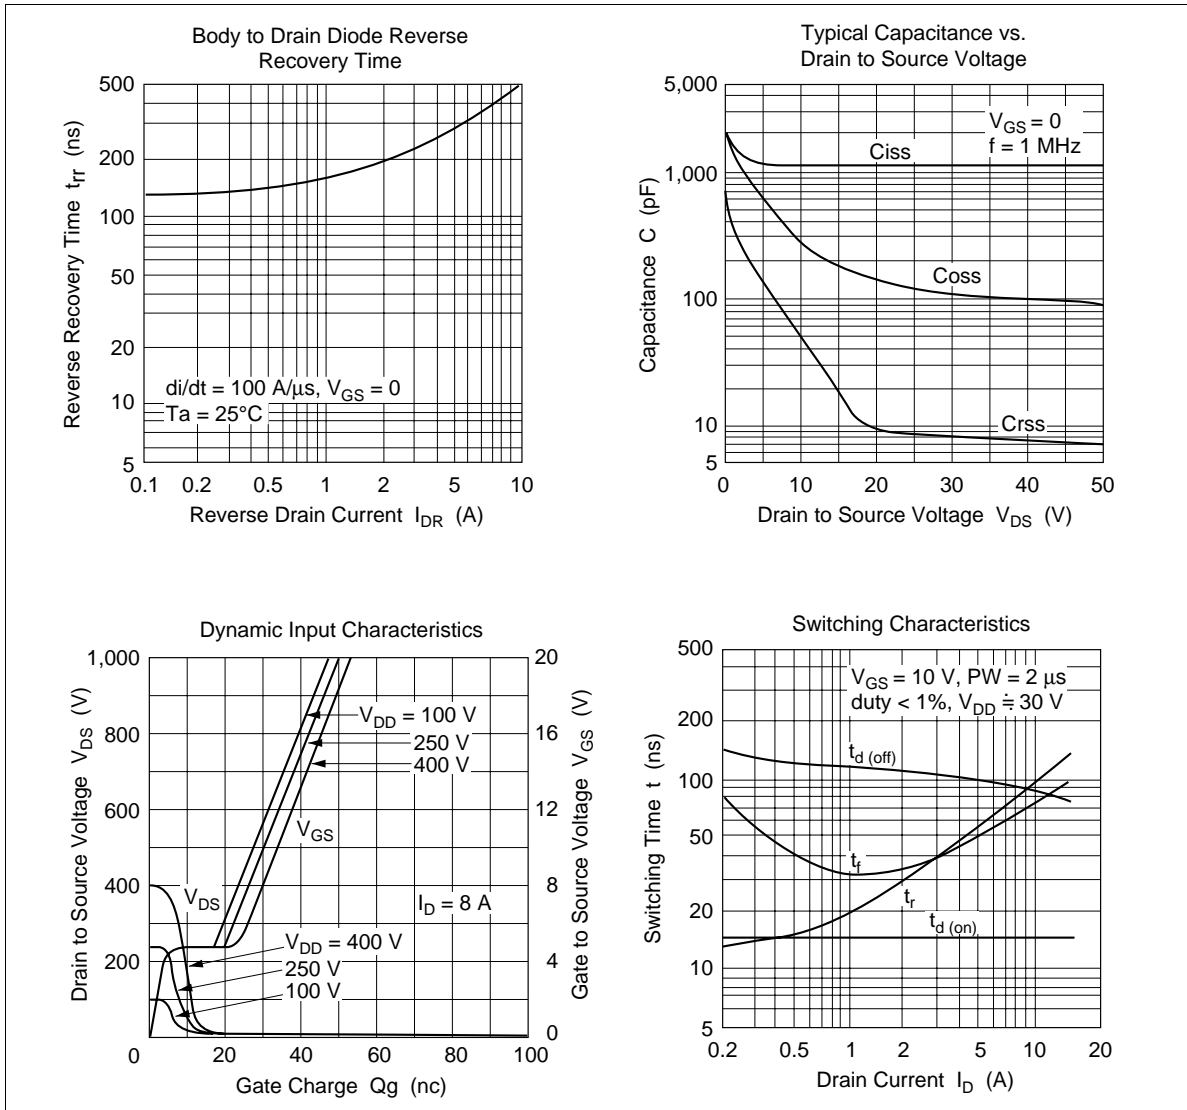 Body to Drain Diode Reverse
Recovery Time
500
200
100
50
20
10
5
Reverse Recovery Time trr (ns)
di/dt = 100 A/µs, VGS = 0
Ta = 25°C
0.1 0.2 0.5 1 2 5 10
Reverse Drain Current IDR (A)
Typical Capacitance vs.
Drain to Source Voltage
5,000
1,000
100
10
5
Capacitance C (pF)
VGS = 0
f = 1 MHz
Ciss
Coss
Crss
0 10 20 30 40 50
Drain to Source Voltage VDS (V)
Dynamic Input Characteristics
1,000
800
600
400
200
0
Drain to Source Voltage VDS (V)
20
16
12
8
4
0
Gate to Source Voltage VGS (V)
VDD = 100 V
250 V
400 V
VGS
VDS
ID = 8 A
VDD = 400 V
250 V
100 V
20 40 60 80 100
Gate Charge Qg (nc)
Switching Characteristics
500
200
100
50
20
10
5
Switching Time t (ns)
VGS = 10 V, PW = 2 µs
duty < 1%, VDD ≒ 30 V
td (off)
tf
tr
td (on)
0.2 0.5 1 2 5 10 20
Drain Current ID (A)